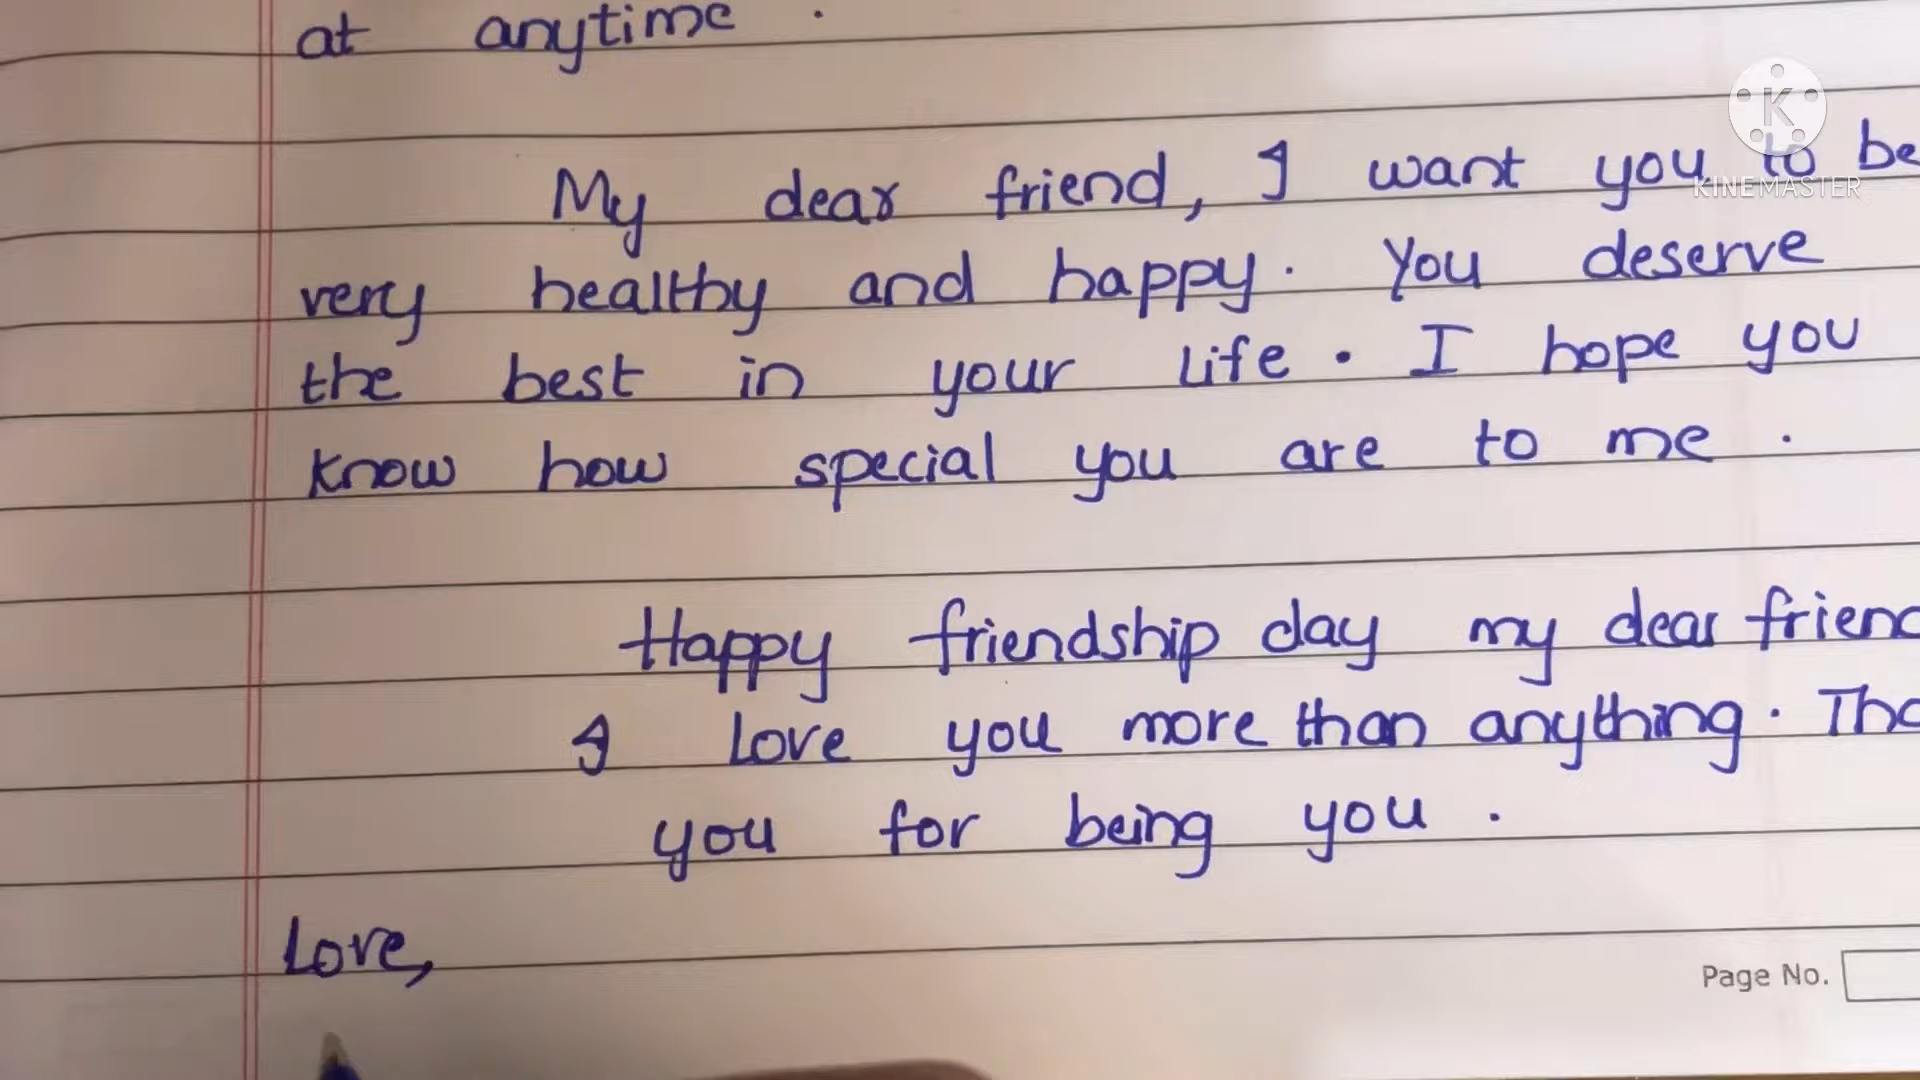 at anytime .
My dear friend, I want you to be
very healthy and happy. You deserve
the best in your life. I hope you
know how special you are to me.
Happy friendship day my dear friend
I love you more than anything. Tha
you for being you.
Love,
Page No.
K
KINEMASTER